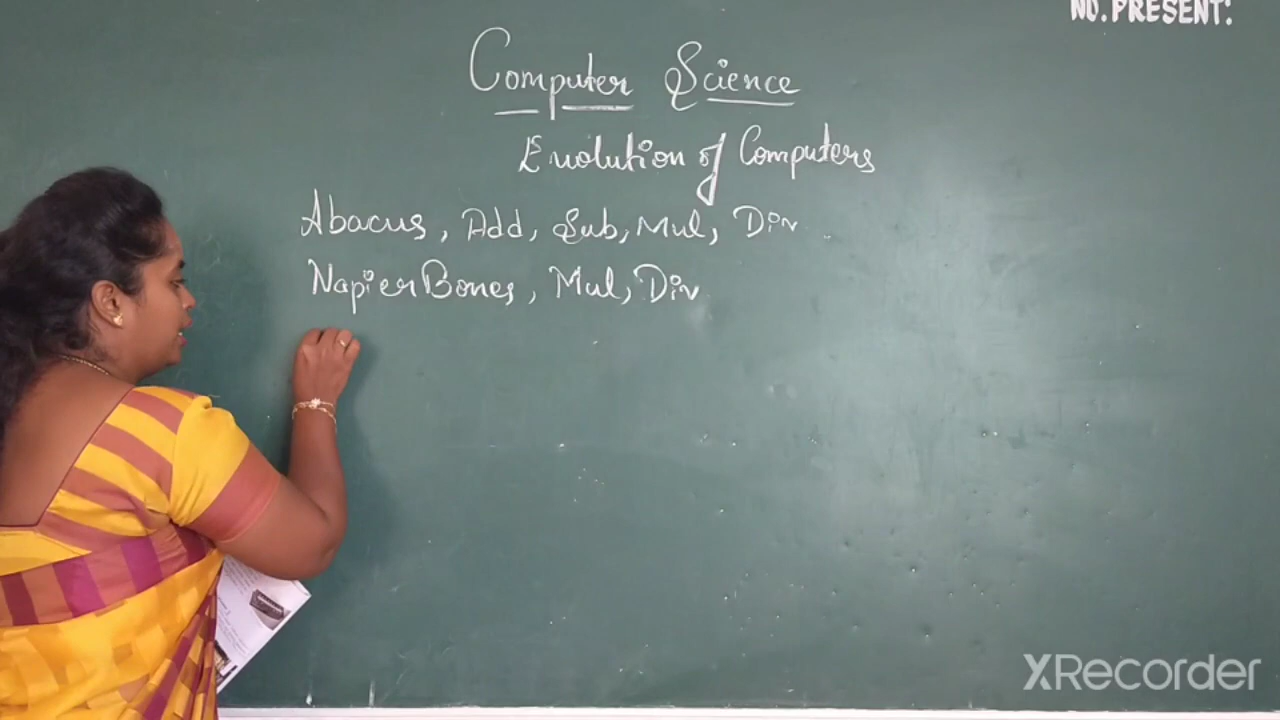 NO. PRESENT:
Computer Science
Evolution of Computers
Abacus, Add, Sub, Mul, Div
Napier Bones, Mul, Div
XRecorder